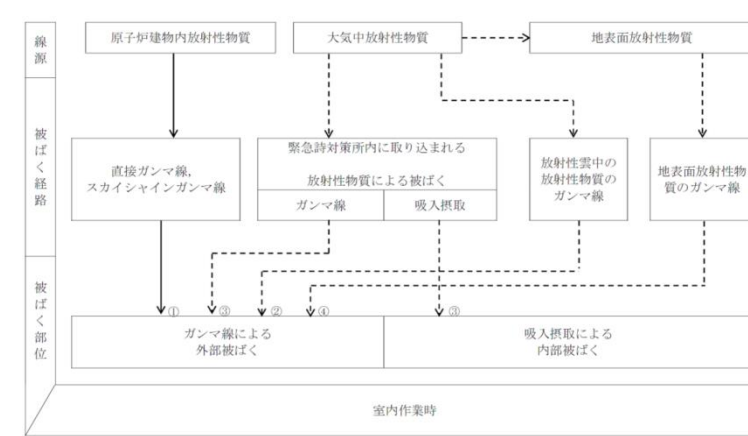 線源
原子炉建物内放射性物質
大気中放射性物質
地表面放射性物質
被ばく経路
直接ガンマ線,
スカイシャインガンマ線
緊急詩対策所内に取り込まれる
放射性物質による被ばく
ガンマ線
吸入摂取
放射性雲中の
放射性物質の
ガンマ線
地表面放射性物
質のガンマ線
被ばく部位
①
③
②
④
③
ガンマ線による
外部被ばく
吸入摂取による
内部被ばく
室内作業時